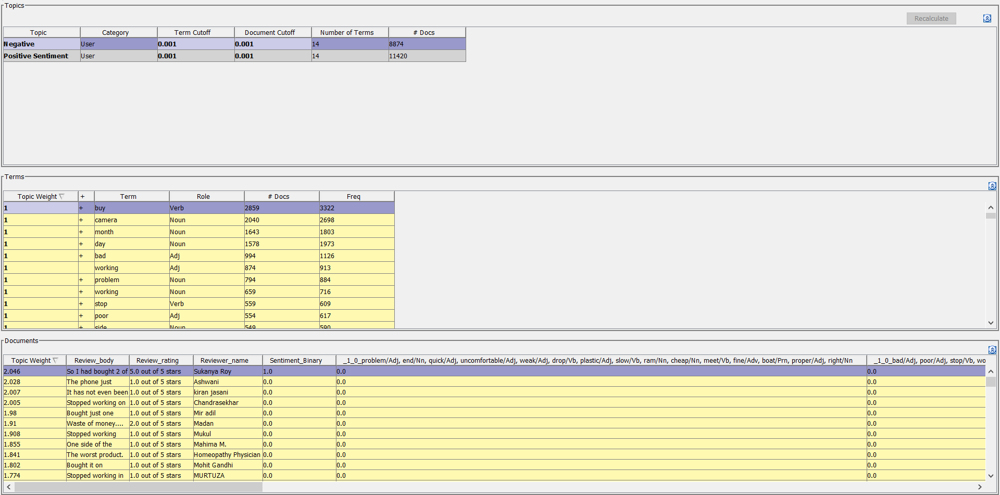 Topics
Recalculate
Topic Category Term Cutoff Document Cutoff Number of Terms # Docs
Negative User 0.001 0.001 14 8874
Positive Sentiment User 0.001 0.001 14 11420
Terms
Topic Weight + Term Role # Docs Freq
1 + buy Verb 2859 3322
1 + camera Noun 2040 2698
1 + month Noun 1643 1803
1 + day Noun 1578 1973
1 + bad Adj 994 1126
1 working Adj 874 913
1 + problem Noun 794 884
1 + working Noun 659 716
1 + stop Verb 559 609
1 + poor Adj 554 617
1 + side Noun 549 590
Documents
Topic Weight Review_body Review_rating Reviewer_name Sentiment_Binary _1_0_problem/Adj, end/Nn, quick/Adj, uncomfortable/Adj, weak/Adj, drop/Vb, plastic/Adj, slow/Vb, ram/Nn, cheap/Nn, meet/Vb, fine/Adv, boat/Prn, proper/Adj, right/Nn _1_0_bad/Adj, poor/Adj, stop/Vb, wo
2.046 So I had bought 2 of 5.0 out of 5 stars Sukanya Roy 1.0 0.0 0.0
2.028 The phone just 1.0 out of 5 stars Ashwani 0.0 0.0 0.0
2.007 It has not even been 1.0 out of 5 stars kiran jasani 0.0 0.0 0.0
2.005 Stopped working on 1.0 out of 5 stars Chandrasekhar 0.0 0.0 0.0
1.98 Bought just one 1.0 out of 5 stars Mir adil 0.0 0.0 0.0
1.91 Waste of money.... 2.0 out of 5 stars Madan 0.0 0.0 0.0
1.908 Stopped working 1.0 out of 5 stars Mukul 0.0 0.0 0.0
1.855 One side of the 1.0 out of 5 stars Mahima M. 0.0 0.0 0.0
1.841 The worst product. 1.0 out of 5 stars Homeopathy Physician 0.0 0.0 0.0
1.802 Bought it on 1.0 out of 5 stars Mohit Gandhi 0.0 0.0 0.0
1.774 Stopped working in 1.0 out of 5 stars MURTUZA 0.0 0.0 0.0